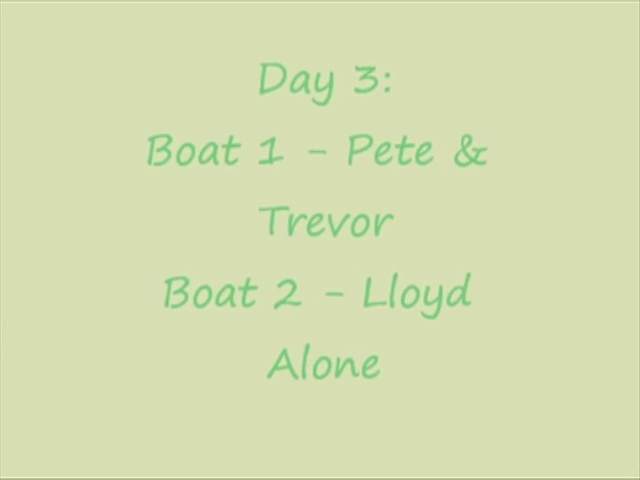 Day 3:
Boat 1 - Pete &
Trevor
Boat 2 - Lloyd
Alone